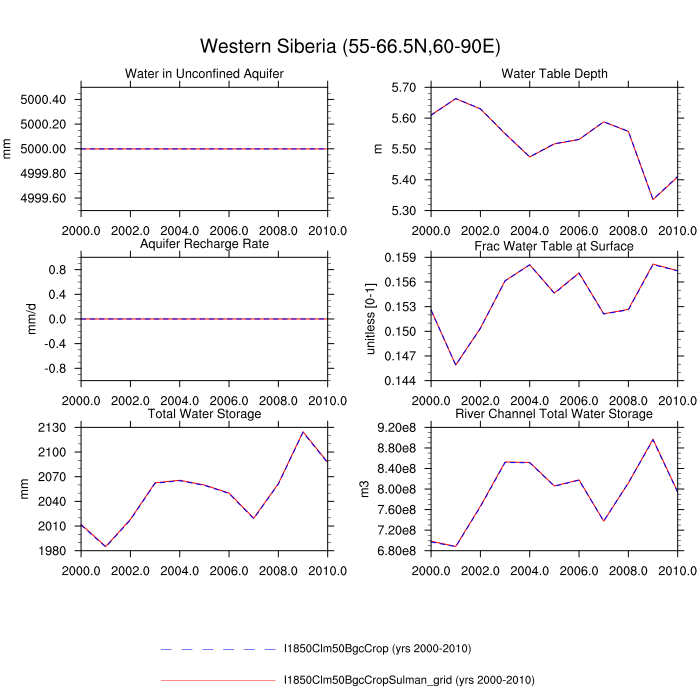 Western Siberia (55-66.5N,60-90E)
Water in Unconfined Aquifer
mm
5000.40
5000.20
5000.00
4999.80
4999.60
2000.0 2002.0 2004.0 2006.0 2008.0 2010.0
Water Table Depth
m
5.70
5.60
5.50
5.40
5.30
2000.0 2002.0 2004.0 2006.0 2008.0 2010.0
Aquifer Recharge Rate
mm/d
0.8
0.4
0.0
-0.4
-0.8
2000.0 2002.0 2004.0 2006.0 2008.0 2010.0
Frac Water Table at Surface
unitless [0-1]
0.159
0.156
0.153
0.150
0.147
0.144
2000.0 2002.0 2004.0 2006.0 2008.0 2010.0
Total Water Storage
mm
2130
2100
2070
2040
2010
1980
2000.0 2002.0 2004.0 2006.0 2008.0 2010.0
River Channel Total Water Storage
m3
9.20e8
8.80e8
8.40e8
8.00e8
7.60e8
7.20e8
6.80e8
2000.0 2002.0 2004.0 2006.0 2008.0 2010.0
I1850Clm50BgcCrop (yrs 2000-2010)
I1850Clm50BgcCropSulman_grid (yrs 2000-2010)